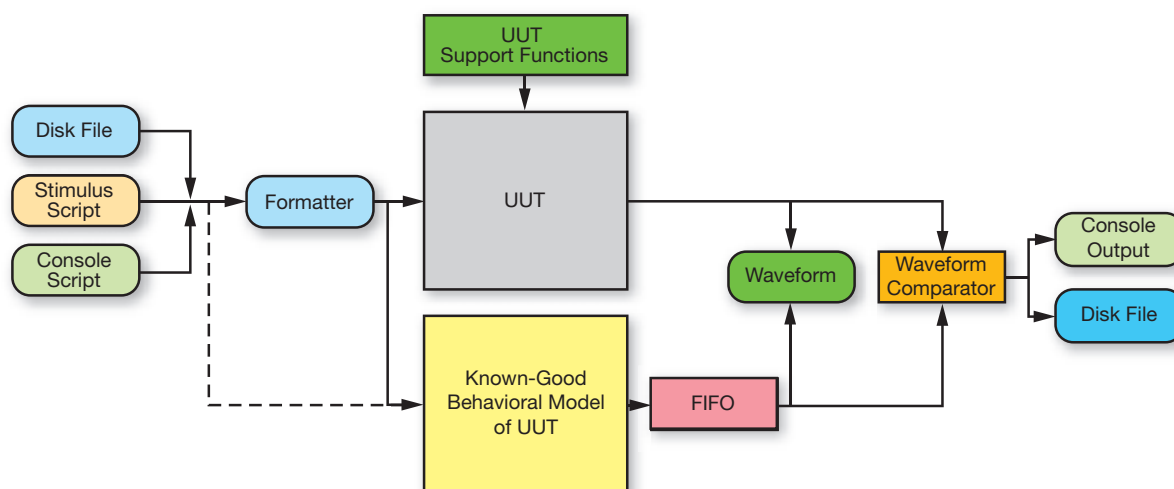 UUT
Support Functions
Disk File
Stimulus
Script
Console
Script
Formatter
UUT
Known-Good
Behavioral Model
of UUT
FIFO
Waveform
Waveform
Comparator
Console
Output
Disk File